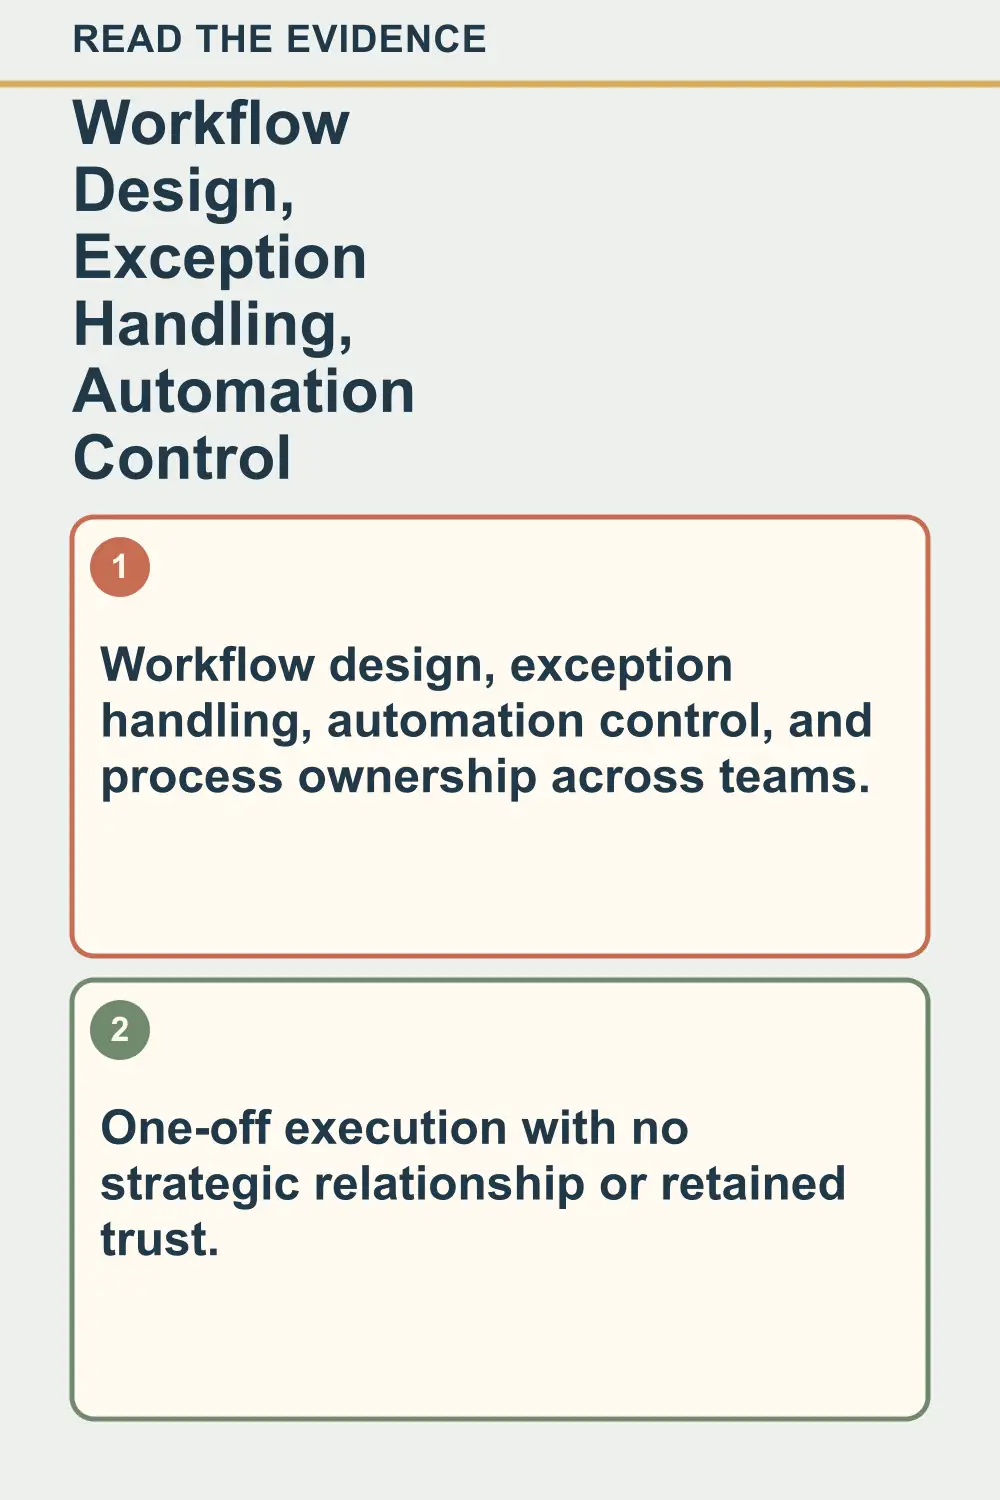 READ THE EVIDENCE
Workflow
Design,
Exception
Handling,
Automation
Control
1
Workflow design, exception
handling, automation control, and
process ownership across teams.
2
One-off execution with no
strategic relationship or retained
trust.